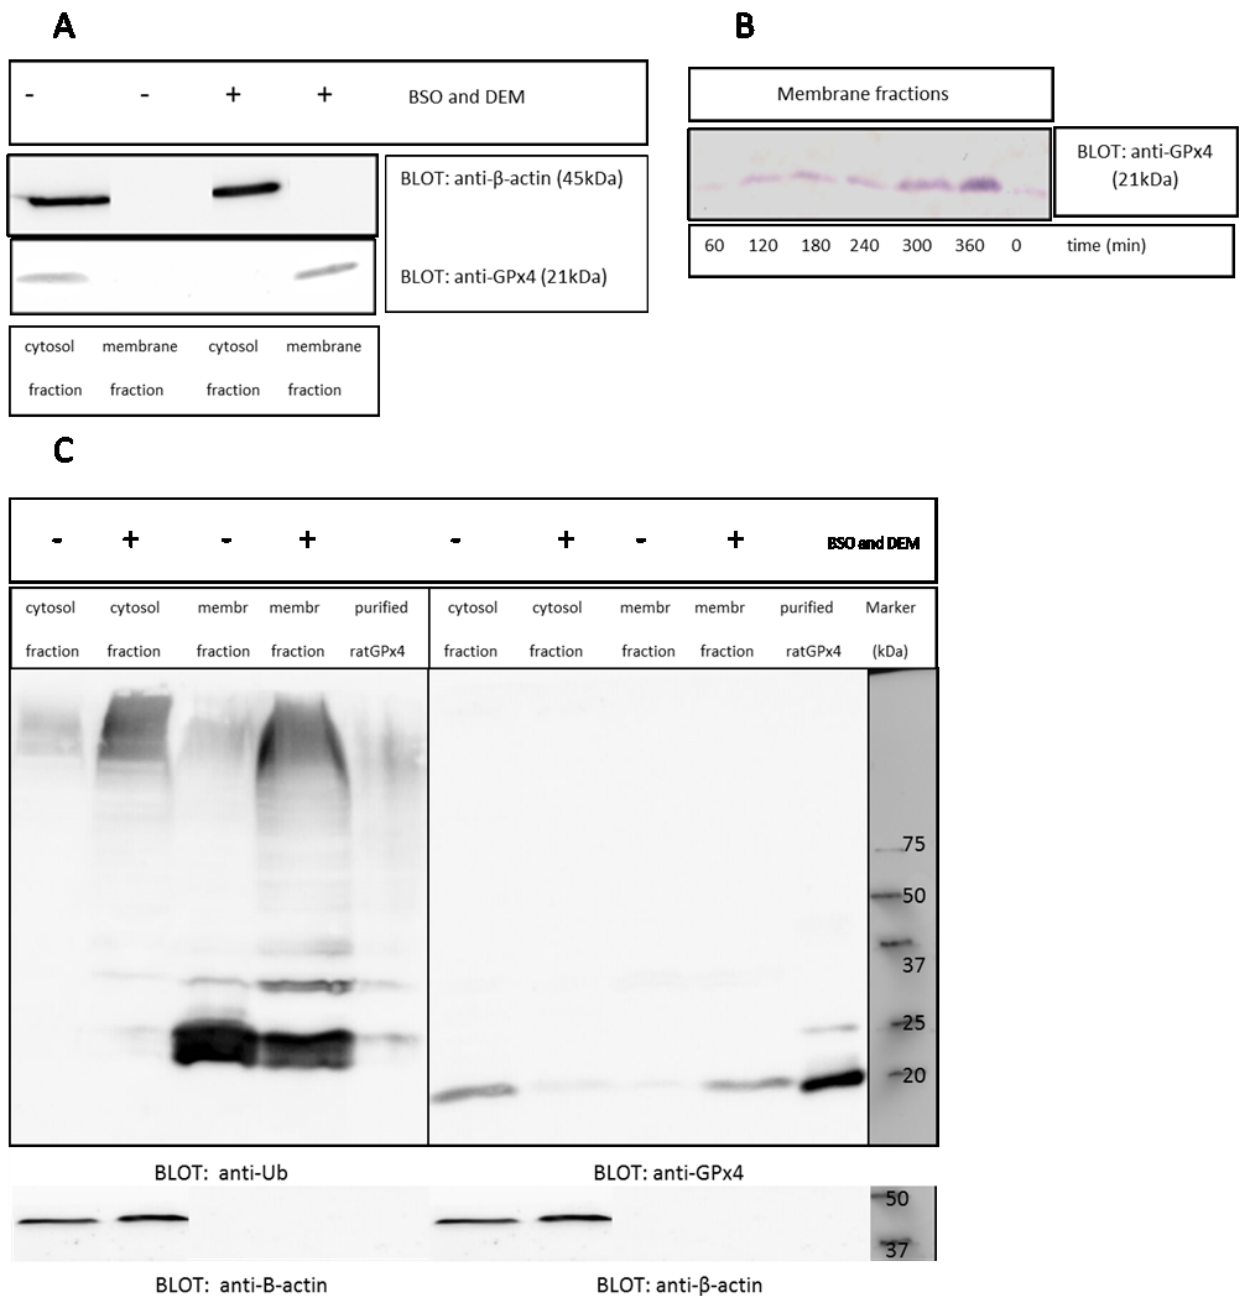 A
- - + + BSO and DEM
BLOT: anti-β-actin (45kDa)
BLOT: anti-GPx4 (21kDa)
cytosol membrane cytosol membrane
fraction fraction fraction fraction
B
Membrane fractions
BLOT: anti-GPx4
(21kDa)
60 120 180 240 300 360 0 time (min)
C
- + - + - + - + BSO and DEM
cytosol cytosol membr membr purified cytosol cytosol membr membr purified Marker
fraction fraction fraction fraction ratGPx4 fraction fraction fraction fraction ratGPx4 (kDa)
75
50
37
25
20
BLOT: anti-Ub BLOT: anti-GPx4
50
37
BLOT: anti-B-actin BLOT: anti-β-actin